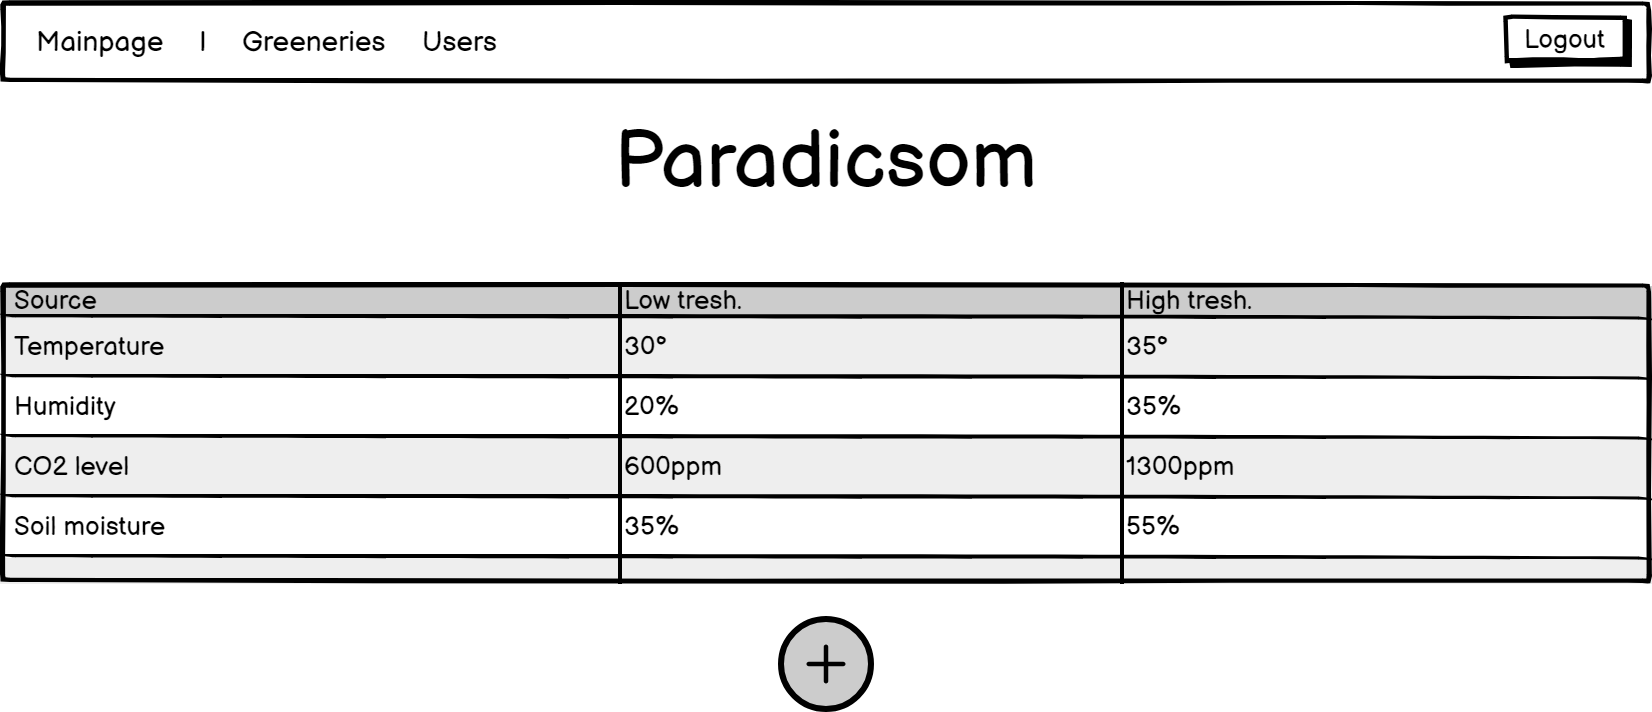 Mainpage | Greeneries Users Logout
Paradicsom
Source Low tresh. High tresh.
Temperature 30° 35°
Humidity 20% 35%
CO2 level 600ppm 1300ppm
Soil moisture 35% 55%
+